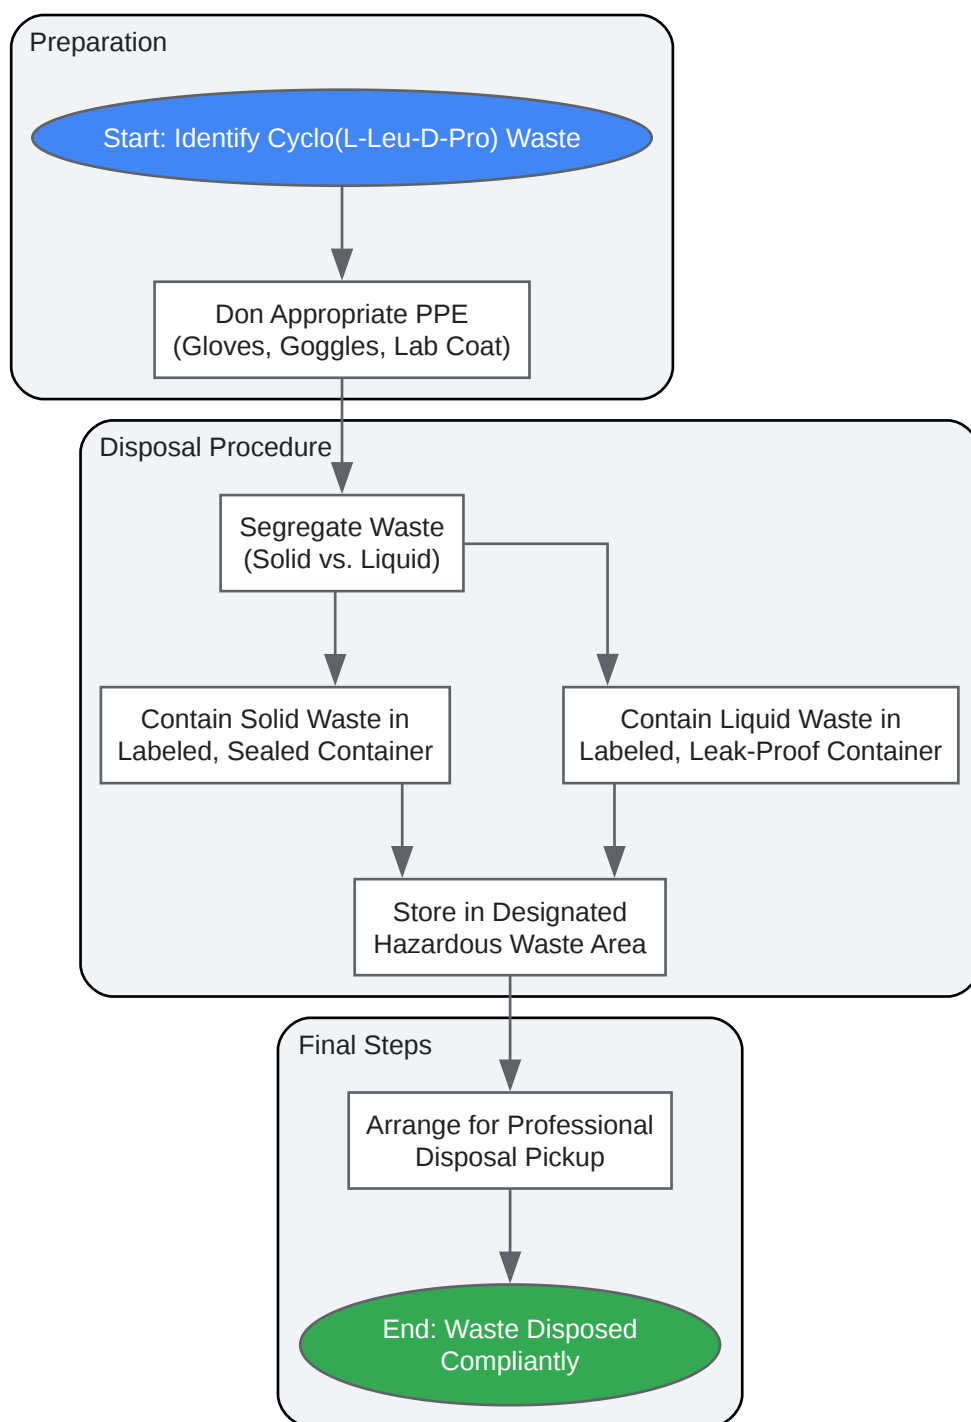 Preparation
Start: Identify Cyclo(L-Leu-D-Pro) Waste
Don Appropriate PPE
(Gloves, Goggles, Lab Coat)
Disposal Procedure
Segregate Waste
(Solid vs. Liquid)
Contain Solid Waste in
Labeled, Sealed Container
Contain Liquid Waste in
Labeled, Leak-Proof Container
Store in Designated
Hazardous Waste Area
Final Steps
Arrange for Professional
Disposal Pickup
End: Waste Disposed
Compliantly